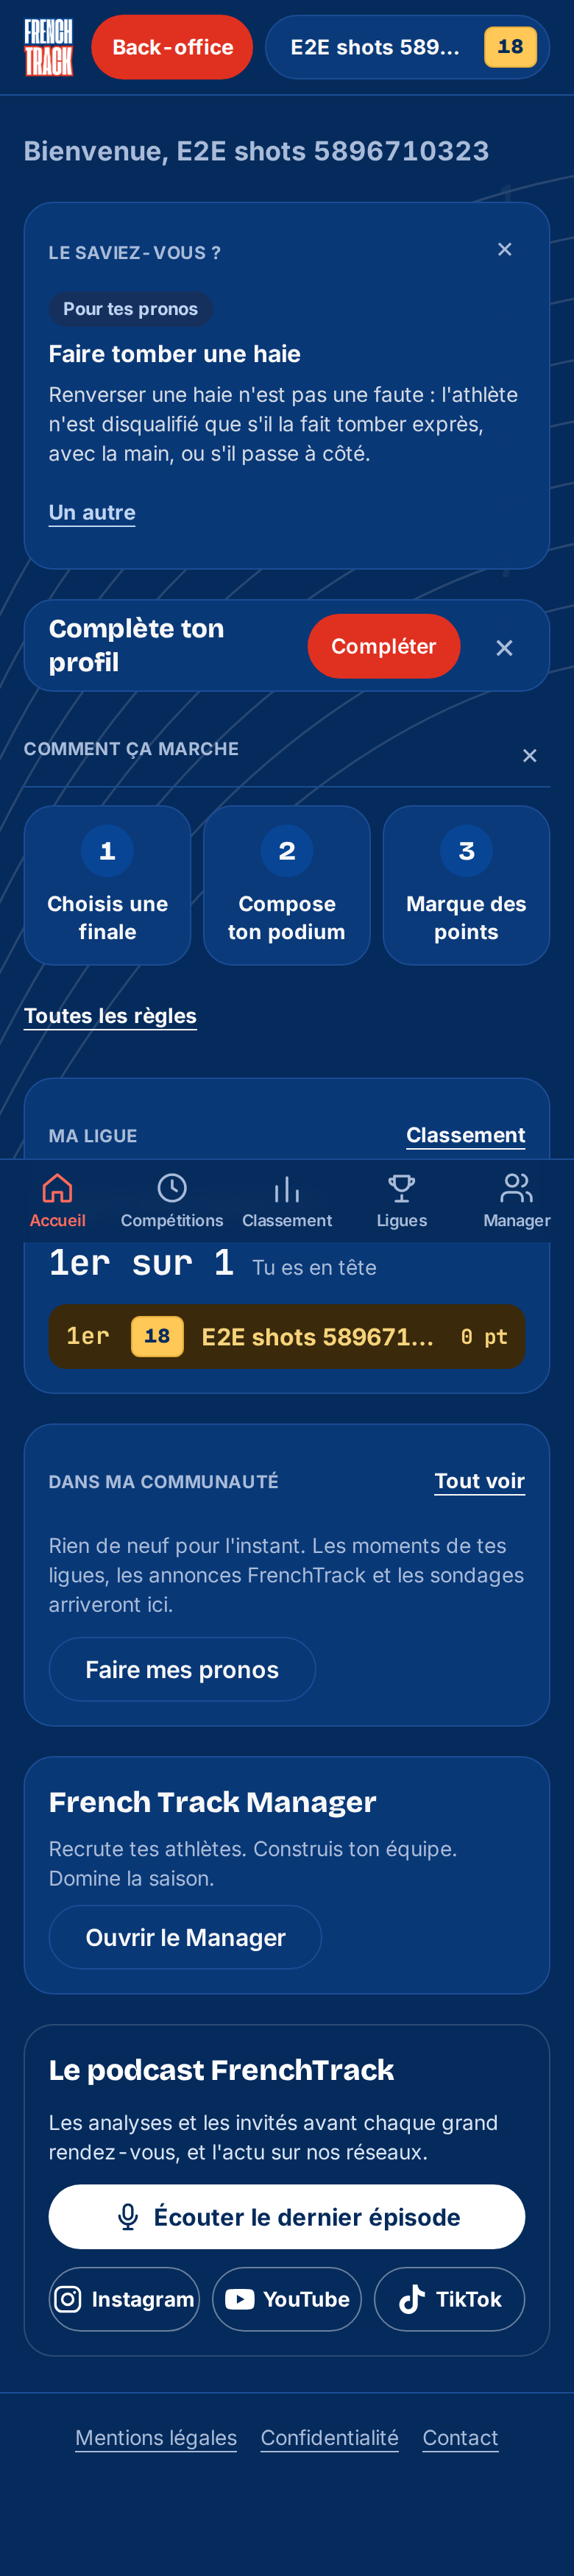 FRENCH
TRACK
Back-office
E2E shots 589...
18
Bienvenue, E2E shots 5896710323
LE SAVIEZ-VOUS ?
Pour tes pronos
Faire tomber une haie
Renverser une haie n'est pas une faute : l'athlète
n'est disqualifié que s'il la fait tomber exprès,
avec la main, ou s'il passe à côté.
Un autre
Complète ton
profil
Compléter
COMMENT ÇA MARCHE
1
Choisis une
finale
2
Compose
ton podium
3
Marque des
points
Toutes les règles
MA LIGUE
Classement
Accueil
Compétitions
Classement
Ligues
Manager
1er sur 1
Tu es en tête
1er
18
E2E shots 589671...
0 pt
DANS MA COMMUNAUTÉ
Tout voir
Rien de neuf pour l'instant. Les moments de tes
ligues, les annonces FrenchTrack et les sondages
arriveront ici.
Faire mes pronos
French Track Manager
Recrute tes athlètes. Construis ton équipe.
Domine la saison.
Ouvrir le Manager
Le podcast FrenchTrack
Les analyses et les invités avant chaque grand
rendez-vous, et l'actu sur nos réseaux.
Écouter le dernier épisode
Instagram
YouTube
TikTok
Mentions légales
Confidentialité
Contact